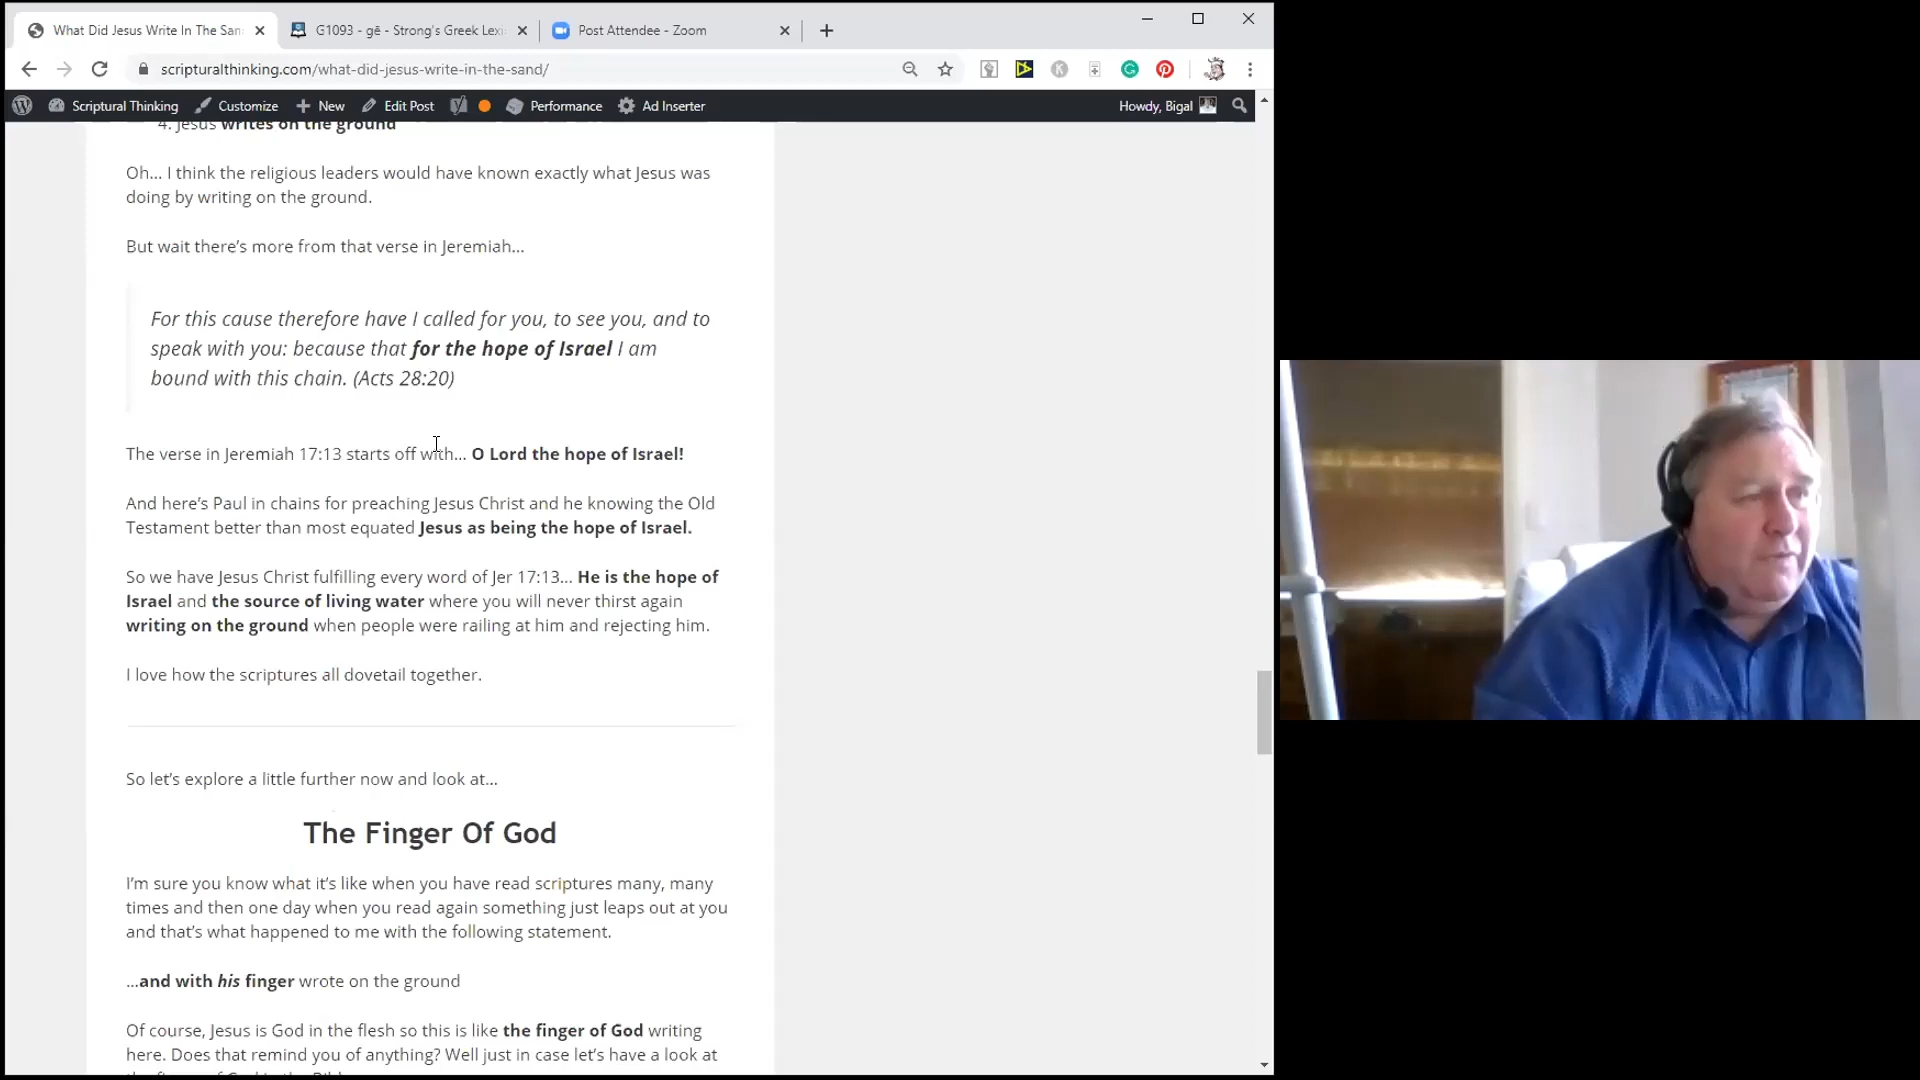 What Did Jesus Write In The San
G1093 - gē - Strong's Greek Lexi
Post Attendee - Zoom
scripturalthinking.com/what-did-jesus-write-in-the-sand/
Scriptural Thinking Customize New Edit Post Performance Ad Inserter Howdy, Bigal
4. Jesus writes on the ground
Oh... I think the religious leaders would have known exactly what Jesus was
doing by writing on the ground.
But wait there's more from that verse in Jeremiah...
For this cause therefore have I called for you, to see you, and to
speak with you: because that for the hope of Israel I am
bound with this chain. (Acts 28:20)
The verse in Jeremiah 17:13 starts off with... O Lord the hope of Israel!
And here's Paul in chains for preaching Jesus Christ and he knowing the Old
Testament better than most equated Jesus as being the hope of Israel.
So we have Jesus Christ fulfilling every word of Jer 17:13... He is the hope of
Israel and the source of living water where you will never thirst again
writing on the ground when people were railing at him and rejecting him.
I love how the scriptures all dovetail together.
So let's explore a little further now and look at...
The Finger Of God
I'm sure you know what it's like when you have read scriptures many, many
times and then one day when you read again something just leaps out at you
and that's what happened to me with the following statement.
...and with his finger wrote on the ground
Of course, Jesus is God in the flesh so this is like the finger of God writing
here. Does that remind you of anything? Well just in case let's have a look at